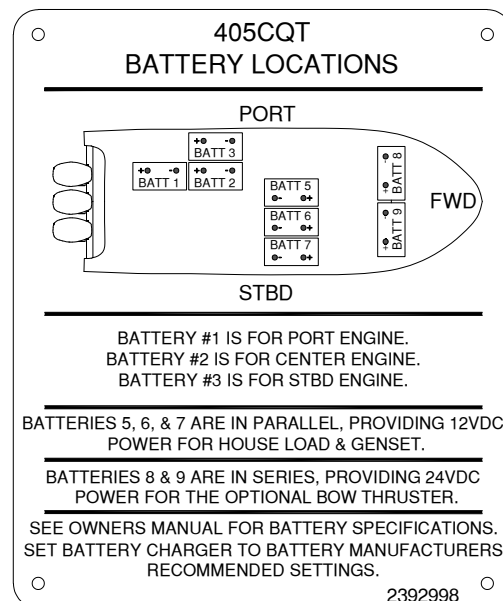 405CQT
BATTERY LOCATIONS
PORT
+ -
BATT 3
+ -
BATT 1
+ -
BATT 2
BATT 5
- +
BATT 6
- +
BATT 7
- +
- +
BATT 8
- +
BATT 9
FWD
STBD
BATTERY #1 IS FOR PORT ENGINE.
BATTERY #2 IS FOR CENTER ENGINE.
BATTERY #3 IS FOR STBD ENGINE.
BATTERIES 5, 6, & 7 ARE IN PARALLEL, PROVIDING 12VDC
POWER FOR HOUSE LOAD & GENSET.
BATTERIES 8 & 9 ARE IN SERIES, PROVIDING 24VDC
POWER FOR THE OPTIONAL BOW THRUSTER.
SEE OWNERS MANUAL FOR BATTERY SPECIFICATIONS.
SET BATTERY CHARGER TO BATTERY MANUFACTURERS
RECOMMENDED SETTINGS.
2392998